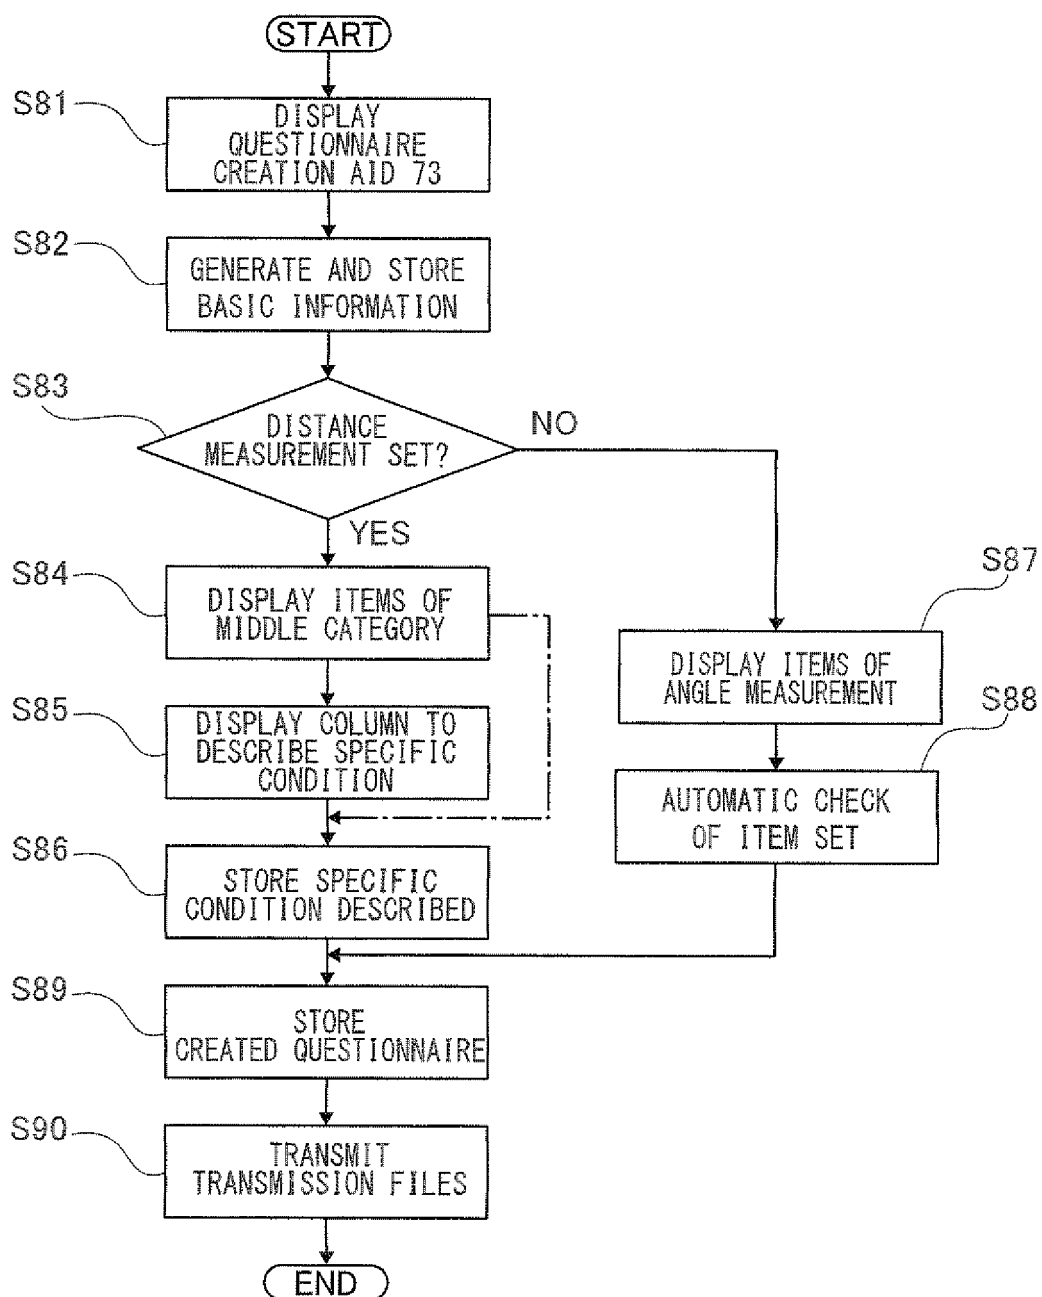 START
S81
DISPLAY
QUESTIONNAIRE
CREATION AID 73
S82
GENERATE AND STORE
BASIC INFORMATION
S83
DISTANCE
MEASUREMENT SET?
NO
YES
S84
DISPLAY ITEMS OF
MIDDLE CATEGORY
S87
DISPLAY ITEMS OF
ANGLE MEASUREMENT
S85
DISPLAY COLUMN TO
DESCRIBE SPECIFIC
CONDITION
S88
AUTOMATIC CHECK
OF ITEM SET
S86
STORE SPECIFIC
CONDITION DESCRIBED
S89
STORE
CREATED QUESTIONNAIRE
S90
TRANSMIT
TRANSMISSION FILES
END